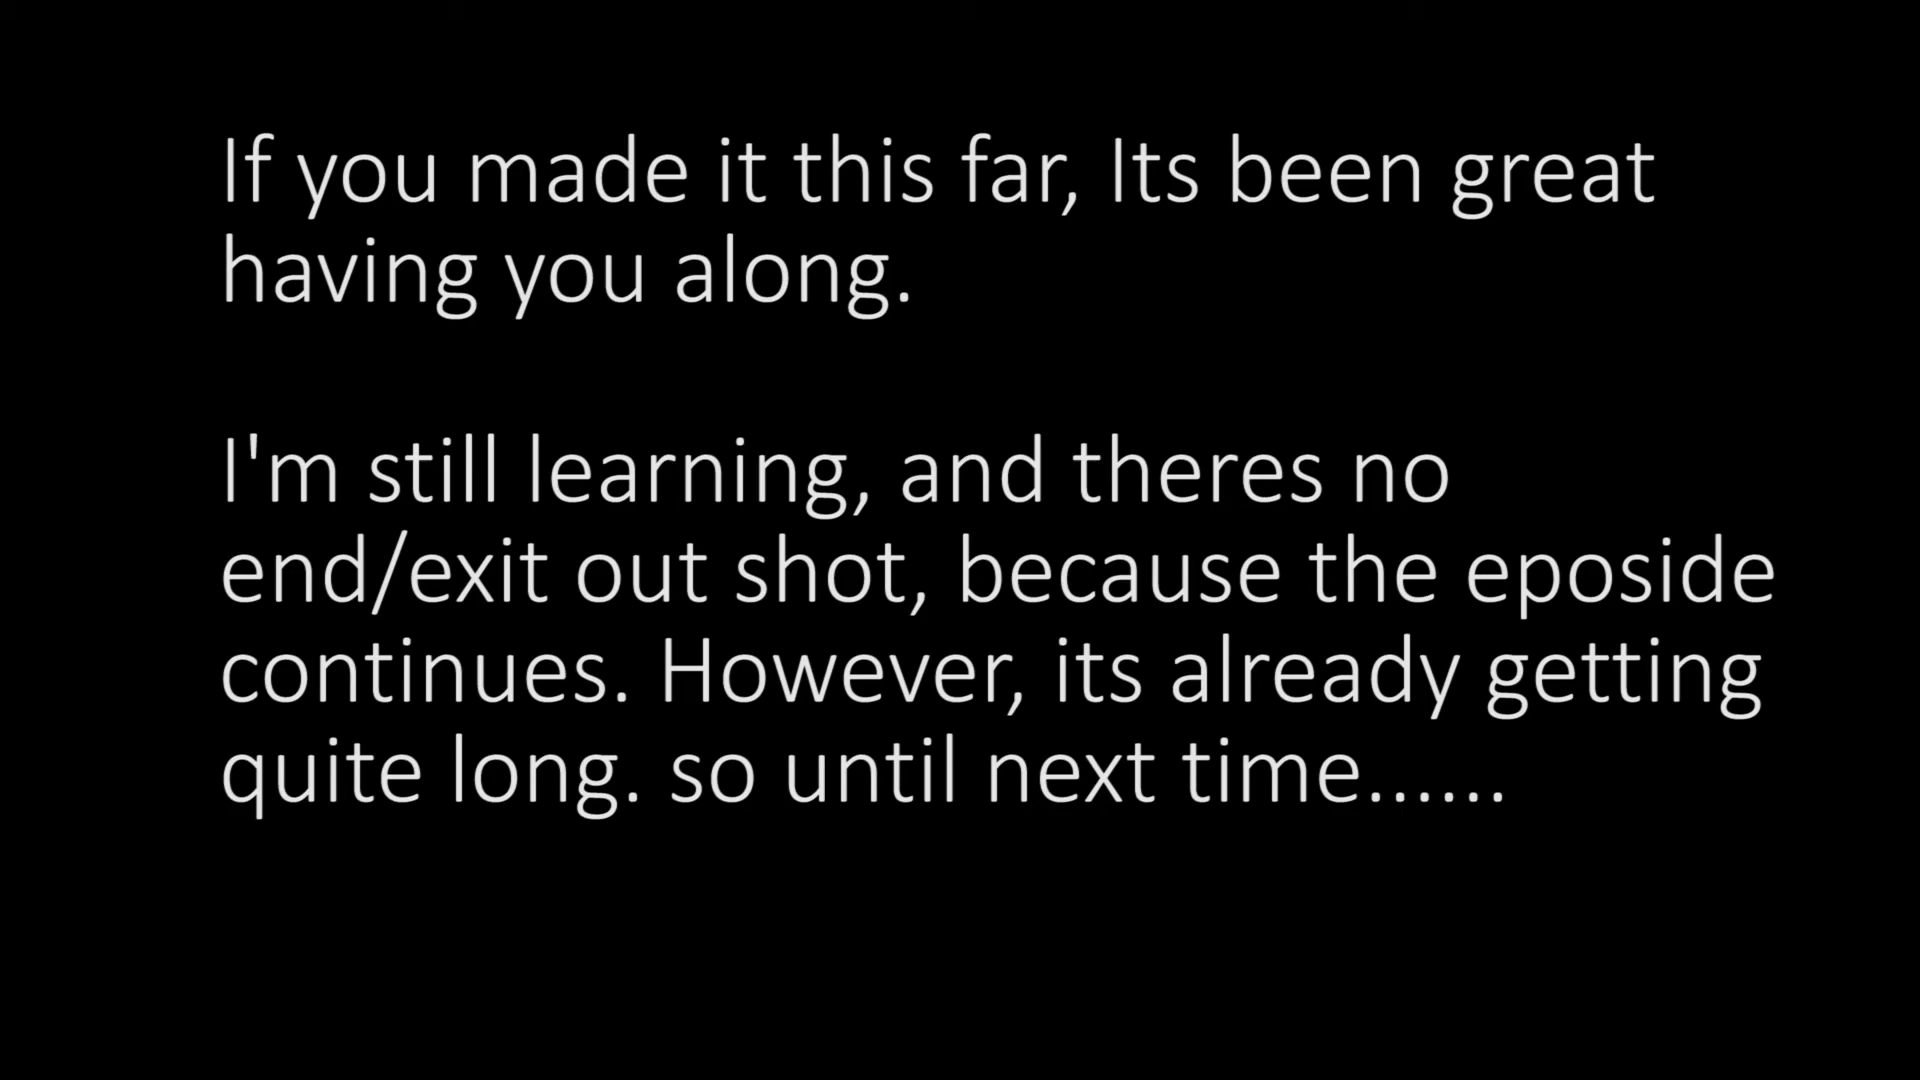 If you made it this far, Its been great
having you along.
I'm still learning, and theres no
end/exit out shot, because the eposide
continues. However, its already getting
quite long. so until next time......